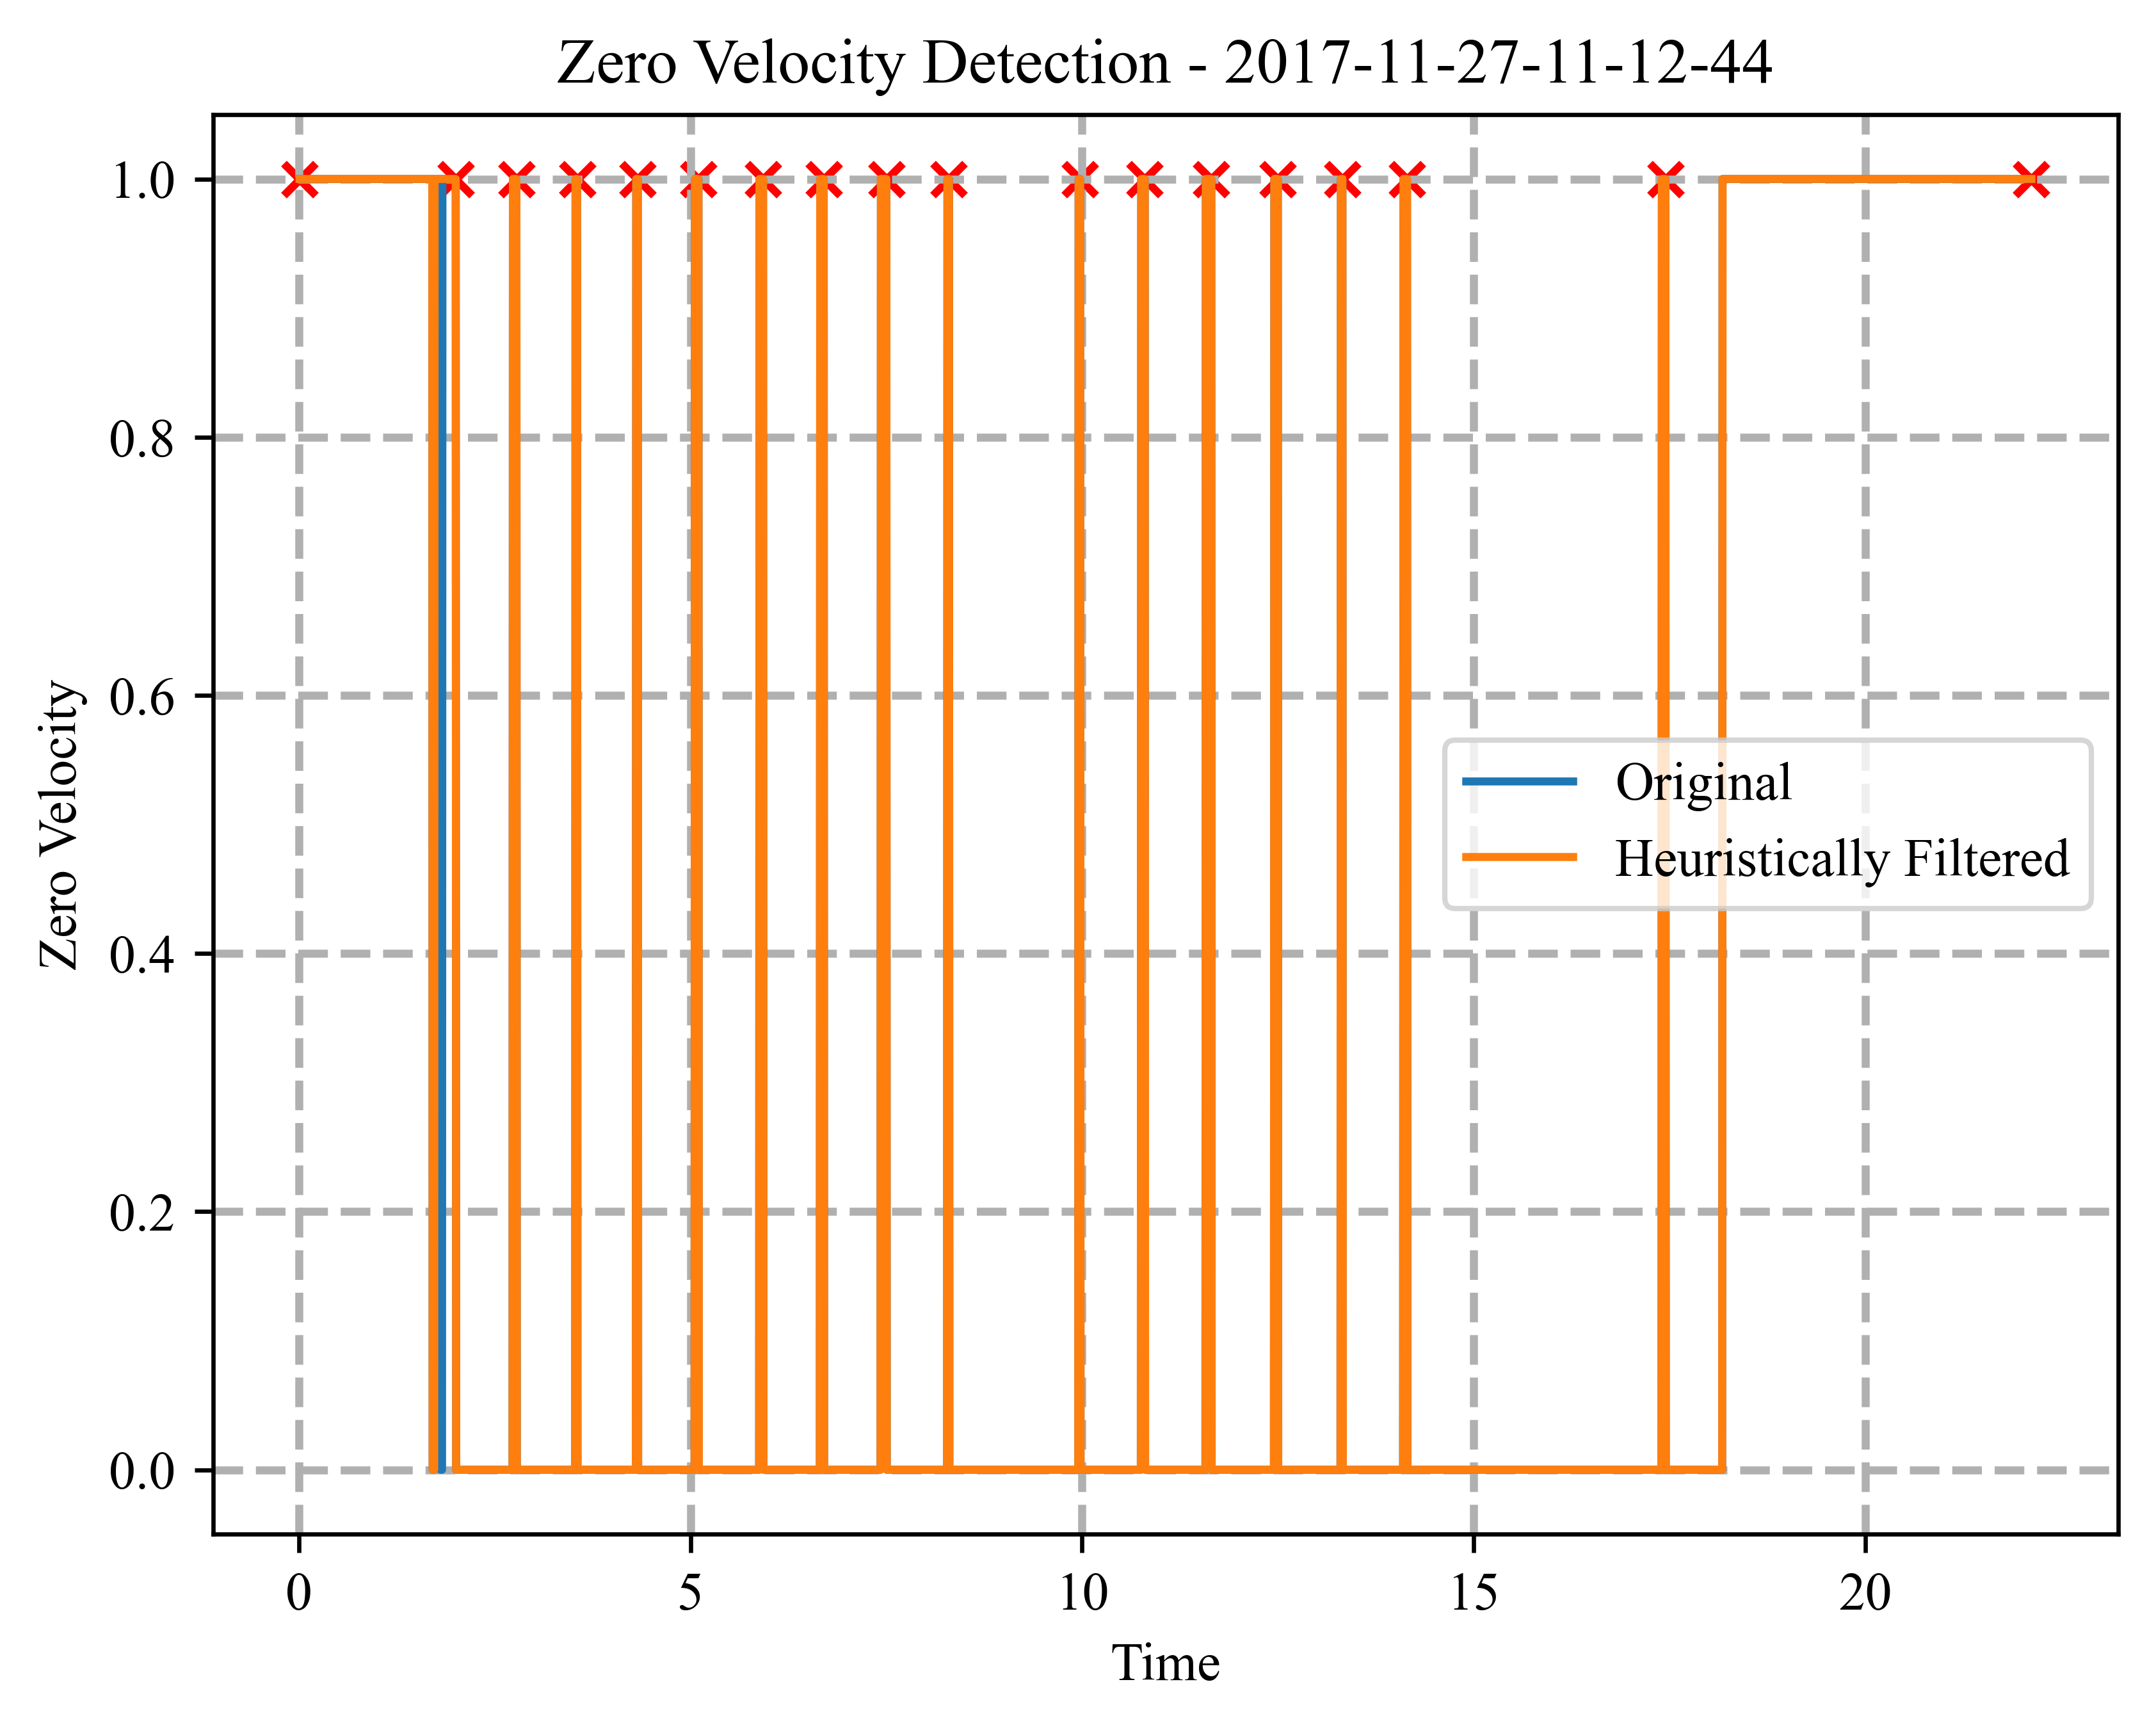 Zero Velocity Detection - 2017-11-27-11-12-44
1.0
0.8
0.6
0.4
0.2
0.0
Zero Velocity
Original
Heuristically Filtered
0 5 10 15 20
Time